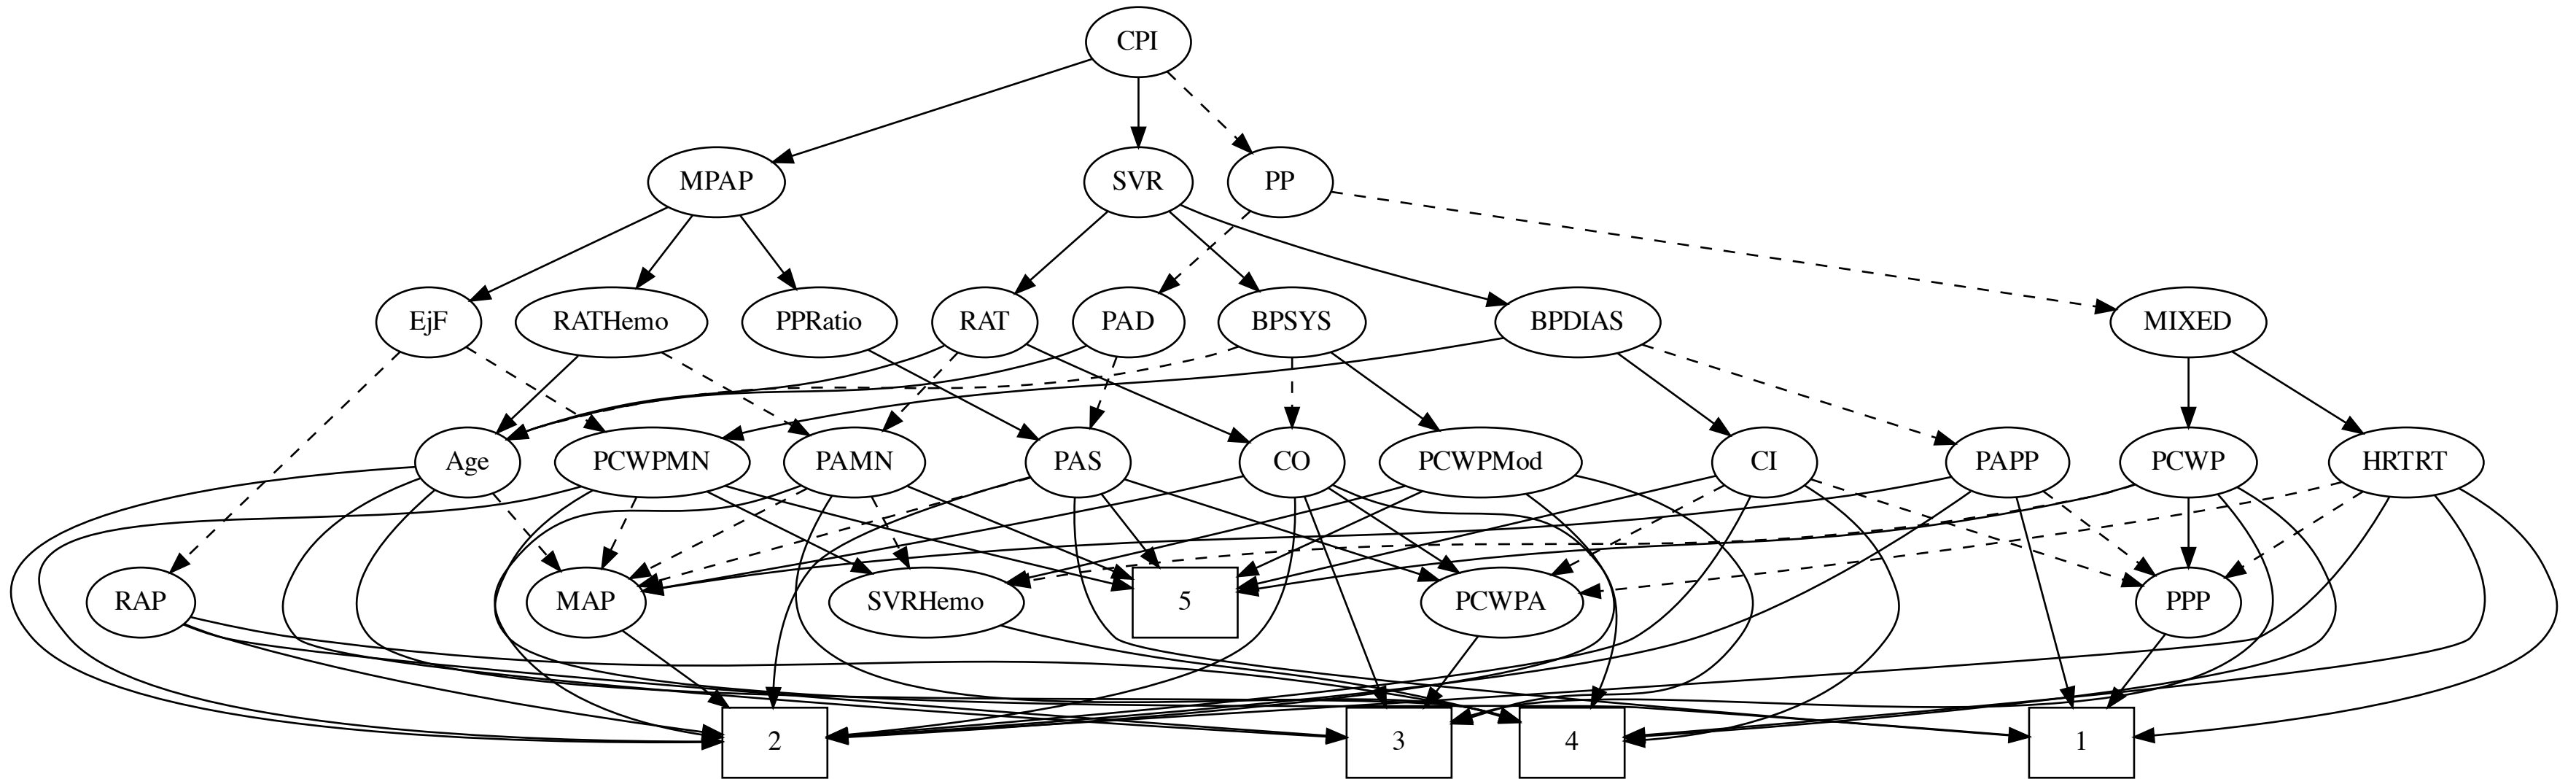 CPI
MPAP
SVR
PP
EjF
RATHemo
PPRatio
RAT
PAD
BPSYS
BPDIAS
MIXED
Age
PCWPMN
PAMN
PAS
CO
PCWPMod
CI
PAPP
PCWP
HRTRT
RAP
MAP
SVRHemo
5
PCWPA
PPP
2
3
4
1